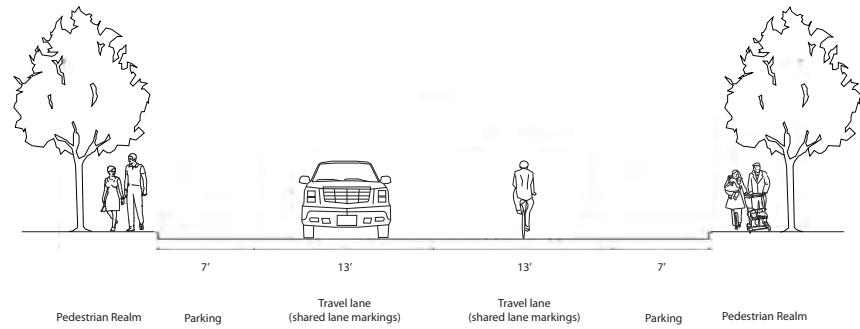 7’ 13’ 13’ 7’
Travel lane Travel lane
Pedestrian Realm Parking (shared lane markings) (shared lane markings) Parking Pedestrian Realm